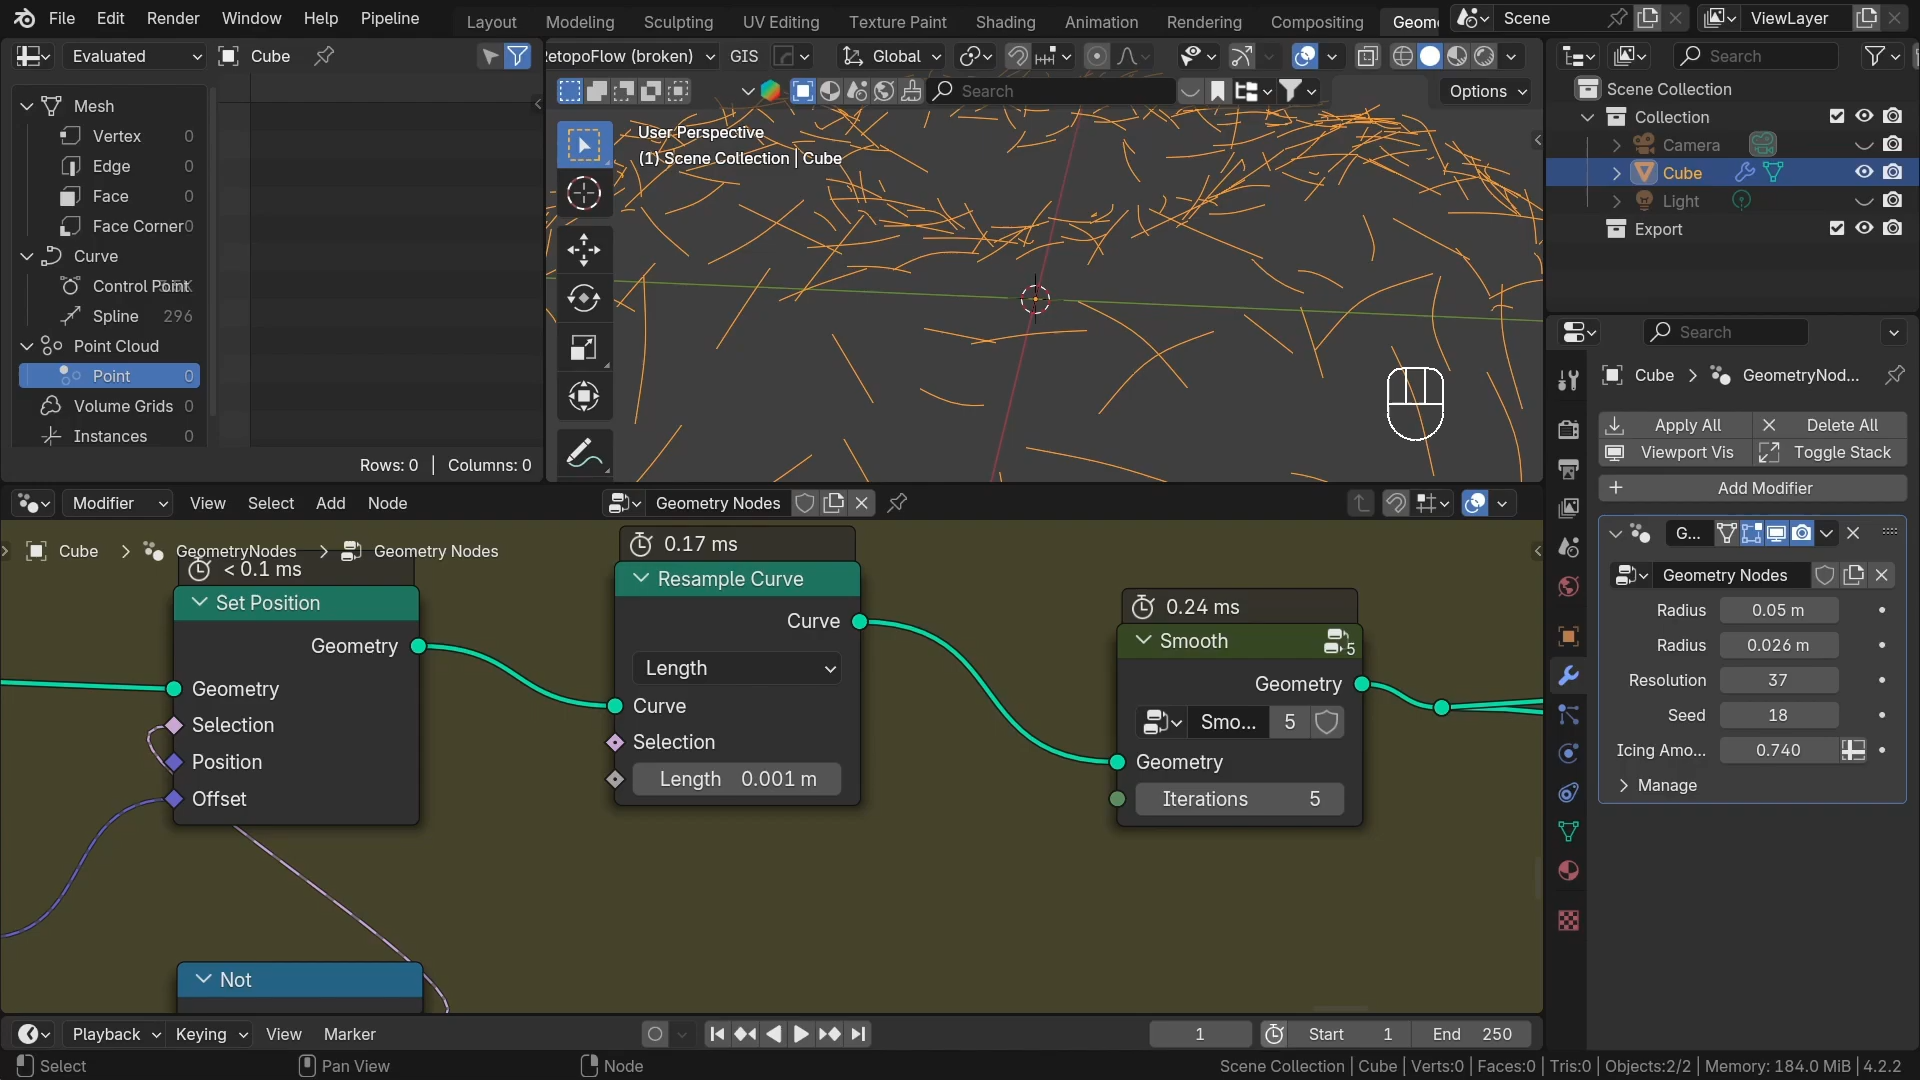 File Edit Render Window Help Pipeline
Layout Modeling Sculpting UV Editing Texture Paint Shading Animation Rendering Compositing Geom
Scene
ViewLayer
Evaluated Cube
etopoFlow (broken) GIS Global
Search
Mesh
Vertex 0
Edge 0
Face 0
Face Corner 0
Curve
Control Point
Spline 296
Point Cloud
Point 0
Volume Grids 0
Instances 0
Rows: 0 | Columns: 0
Search
Options
User Perspective
(1) Scene Collection | Cube
Scene Collection
Collection
Camera
Cube
Light
Export
Search
Cube > GeometryNod...
Apply All Delete All
Viewport Vis Toggle Stack
Add Modifier
G...
Geometry Nodes
Radius 0.05 m
Radius 0.026 m
Resolution 37
Seed 18
Icing Amo... 0.740
Manage
Modifier View Select Add Node Geometry Nodes
Cube > GeometryNodes > Geometry Nodes
< 0.1 ms
Set Position
Geometry
Geometry
Selection
Position
Offset
Not
0.17 ms
Resample Curve
Curve
Length
Curve
Selection
Length 0.001 m
0.24 ms
Smooth 5
Geometry
Smo... 5
Geometry
Iterations 5
Playback Keying View Marker
1 Start 1 End 250
Select Pan View Node
Scene Collection | Cube | Verts:0 | Faces:0 | Tris:0 | Objects:2/2 | Memory: 184.0 MiB | 4.2.2